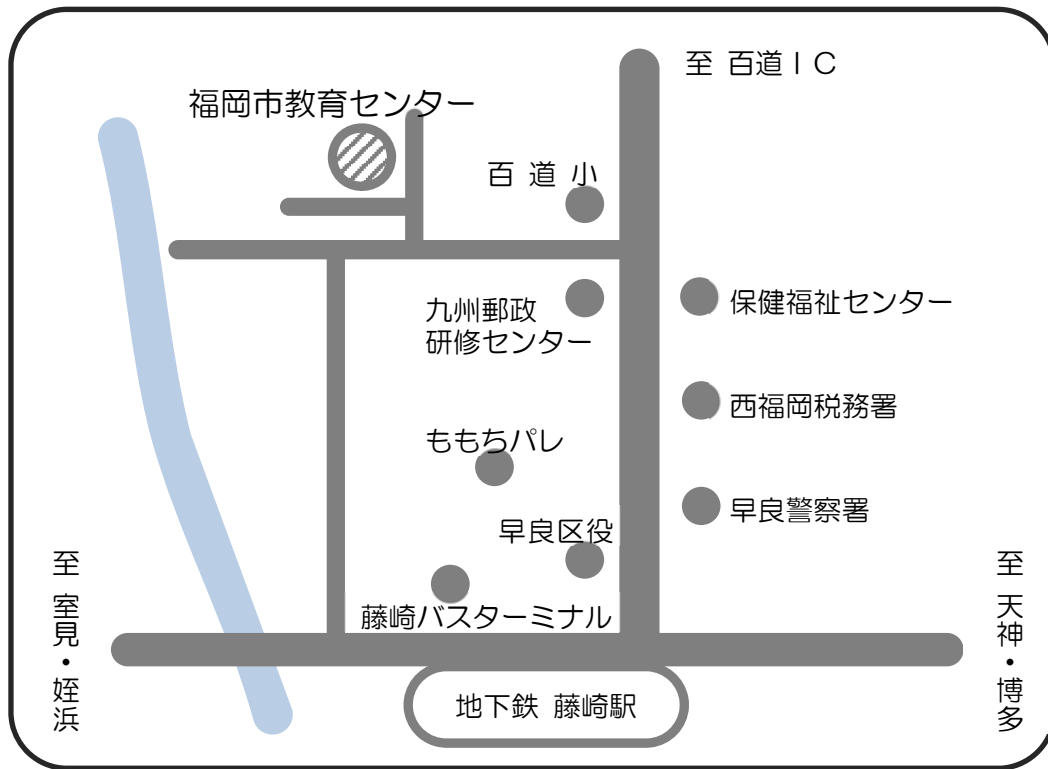 至 百道ＩＣ
福岡市教育センター
百 道 小
九州郵政
研修センター
保健福祉センター
西福岡税務署
ももちパレ
早良警察署
早良区役
藤崎バスターミナル
至 室見・姪浜
至 天神・博多
地下鉄 藤崎駅